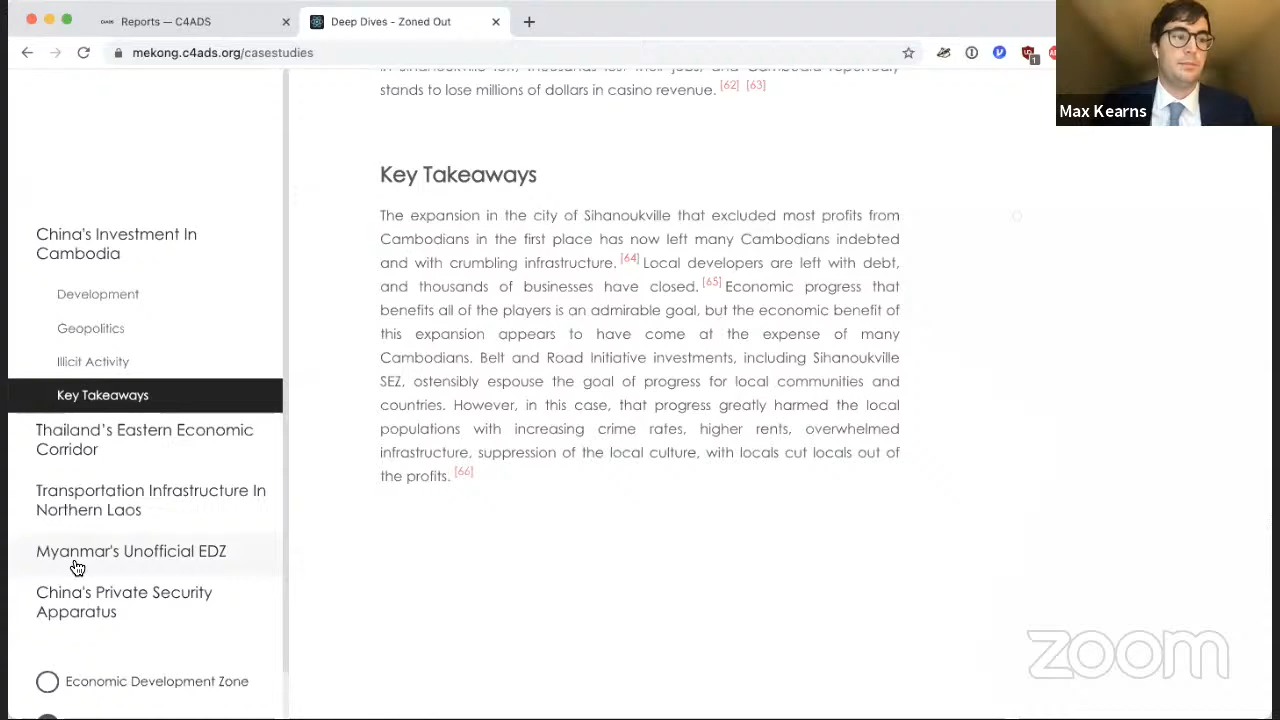 Reports — C4ADS
Deep Dives - Zoned Out
mekong.c4ads.org/casestudies
1
Max Kearns
in Sihanoukville left, thousands lost their jobs, and Cambodia reportedly
stands to lose millions of dollars in casino revenue. [62] [63]
Key Takeaways
The expansion in the city of Sihanoukville that excluded most profits from
Cambodians in the first place has now left many Cambodians indebted
and with crumbling infrastructure. [64] Local developers are left with debt,
and thousands of businesses have closed. [65] Economic progress that
benefits all of the players is an admirable goal, but the economic benefit of
this expansion appears to have come at the expense of many
Cambodians. Belt and Road Initiative investments, including Sihanoukville
SEZ, ostensibly espouse the goal of progress for local communities and
countries. However, in this case, that progress greatly harmed the local
populations with increasing crime rates, higher rents, overwhelmed
infrastructure, suppression of the local culture, with locals cut locals out of
the profits. [66]
China's Investment In
Cambodia
Development
Geopolitics
Illicit Activity
Key Takeaways
Thailand's Eastern Economic
Corridor
Transportation Infrastructure In
Northern Laos
Myanmar's Unofficial EDZ
China's Private Security
Apparatus
Economic Development Zone
zoom